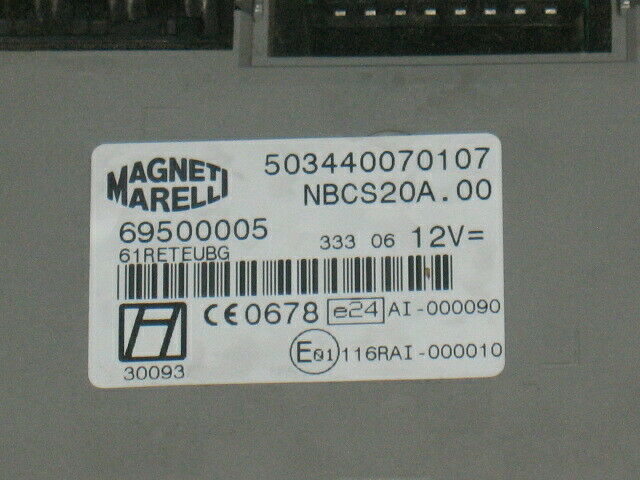 MAGNETI MARELLI
503440070107
NBCS20A.00
69500005
333 06 12V=
61RETEUBG
CE0678 e24 AI-000090
E01 116RAI-000010
30093